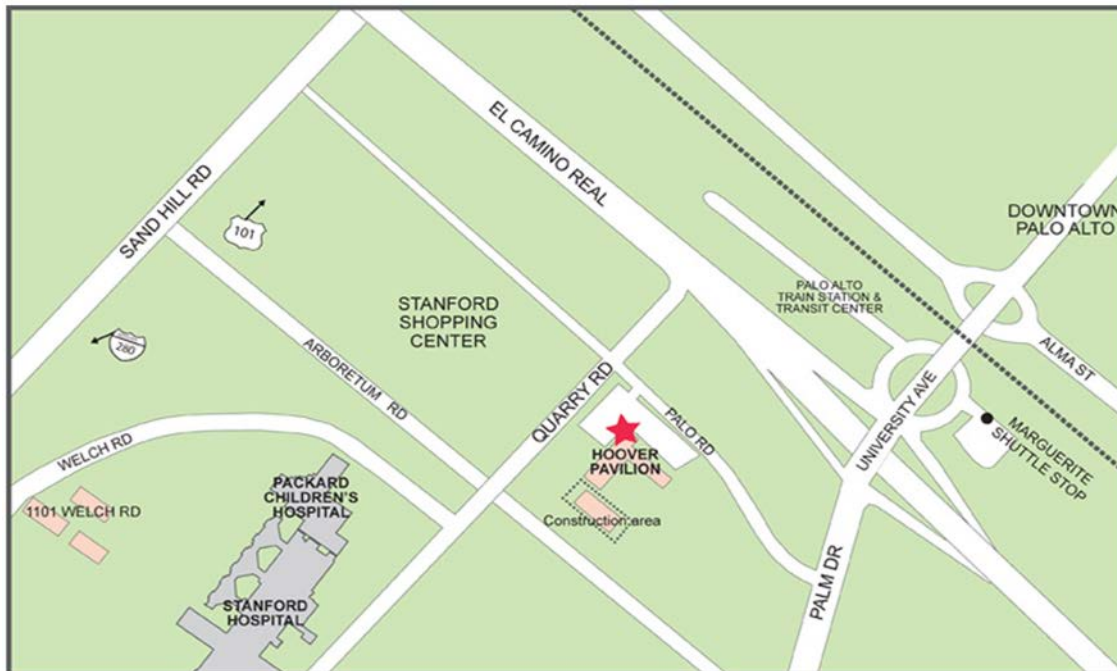 SAND HILL RD
101
280
EL CAMINO REAL
DOWNTOWN
PALO ALTO
PALO ALTO
TRAIN STATION &
TRANSIT CENTER
STANFORD
SHOPPING
CENTER
ARBORETUM RD
QUARRY RD
PALO RD
UNIVERSITY AVE
ALMA ST
MARGUERITE
SHUTTLE STOP
HOOVER
PAVILION
WELCH RD
PACKARD
CHILDREN'S
HOSPITAL
1101 WELCH RD
Construction area
PALM DR
STANFORD
HOSPITAL